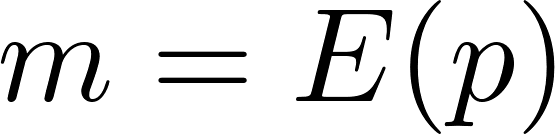 m = E(p)